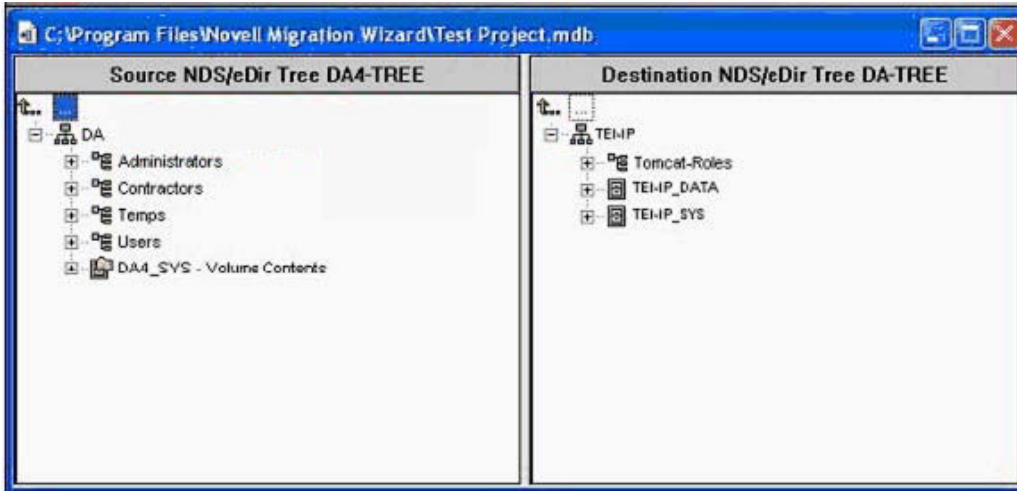 C:\Program Files\Novell Migration Wizard\Test Project.mdb
Source NDS/eDir Tree DA4-TREE
...
DA
Administrators
Contractors
Temps
Users
DA4_SYS - Volume Contents
Destination NDS/eDir Tree DA-TREE
...
TEMP
Tomcat-Roles
TEMP_DATA
TEMP_SYS